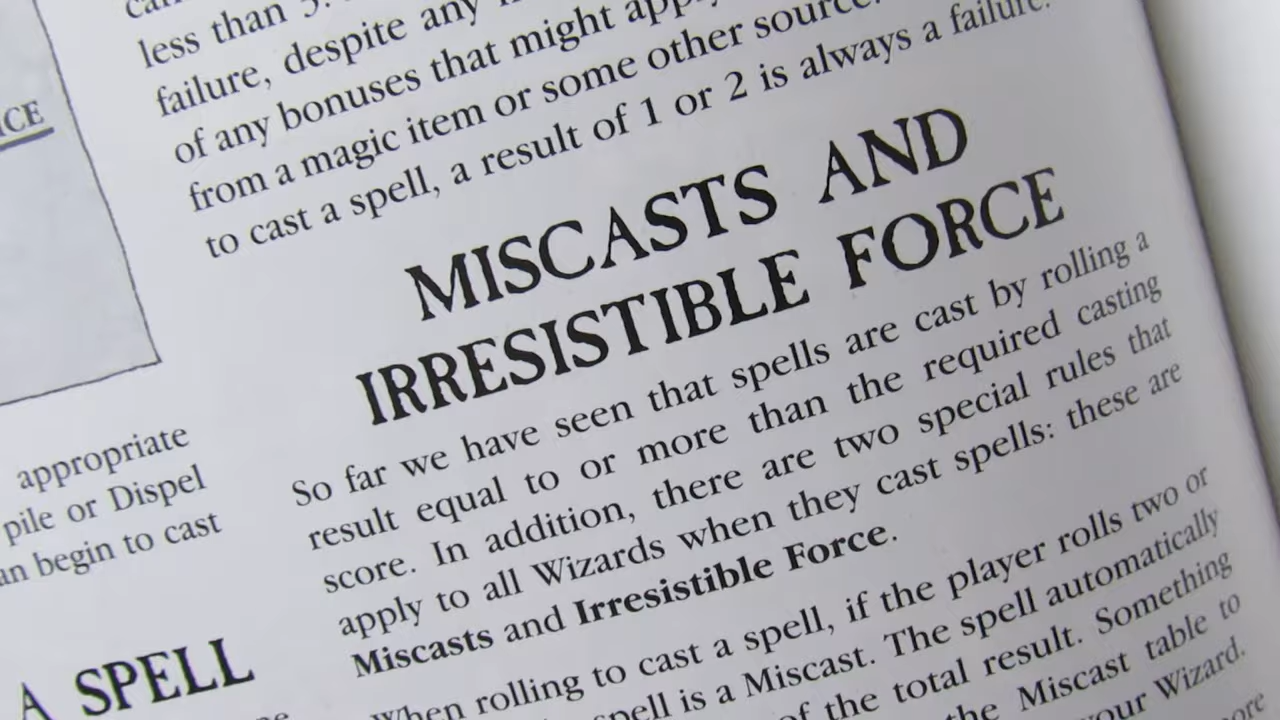 less than 3.
failure, despite any
of any bonuses that might
from a magic item or some other source.
to cast a spell, a result of 1 or 2 is always a failure.
MISCASTS AND
IRRESISTIBLE FORCE
So far we have seen that spells are cast by rolling a
result equal to or more than the required casting
score. In addition, there are two special rules that
apply to all Wizards when they cast spells: these are
Miscasts and Irresistible Force.
When rolling to cast a spell, if the player rolls two or
spell is a Miscast. The spell automatically
of the total result. Something
the Miscast table to
your Wizard.
more
ICE
appropriate
pile or Dispel
an begin to cast
A SPELL